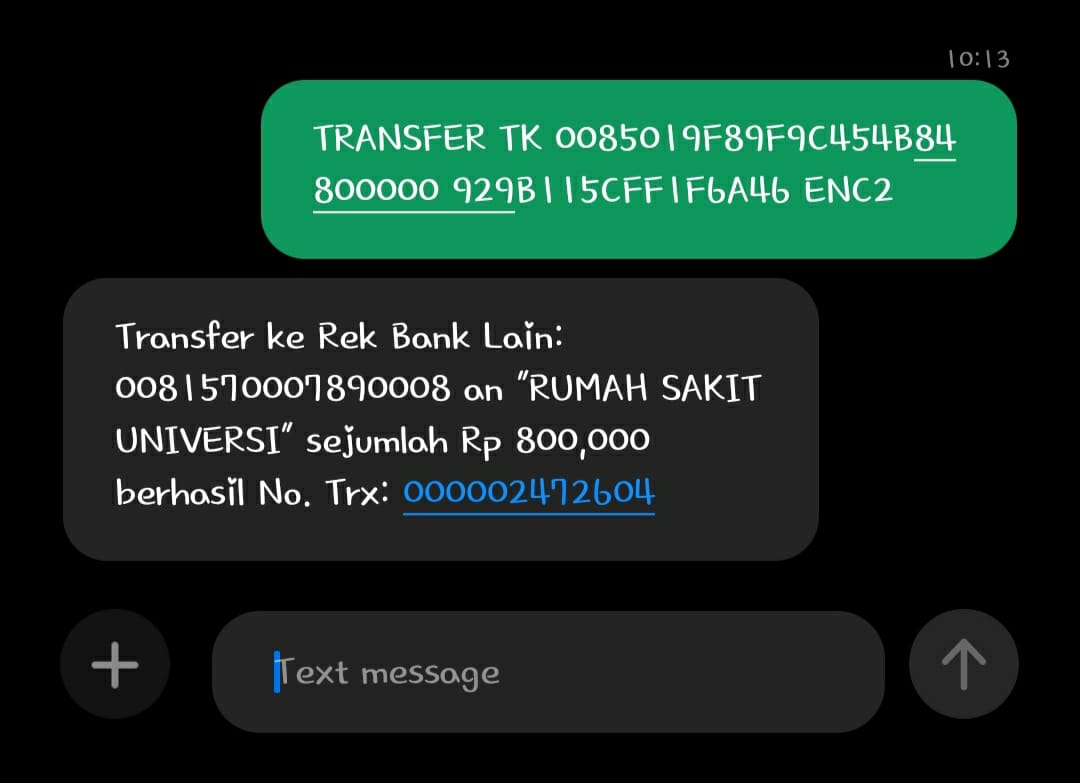 10:13
TRANSFER TK 0085019F89F9C454B84
800000 929B115CFF1F6A46 ENC2
Transfer ke Rek Bank Lain:
0081570007890008 an "RUMAH SAKIT
UNIVERSI" sejumlah Rp 800,000
berhasil No. Trx: 000002472604
Text message